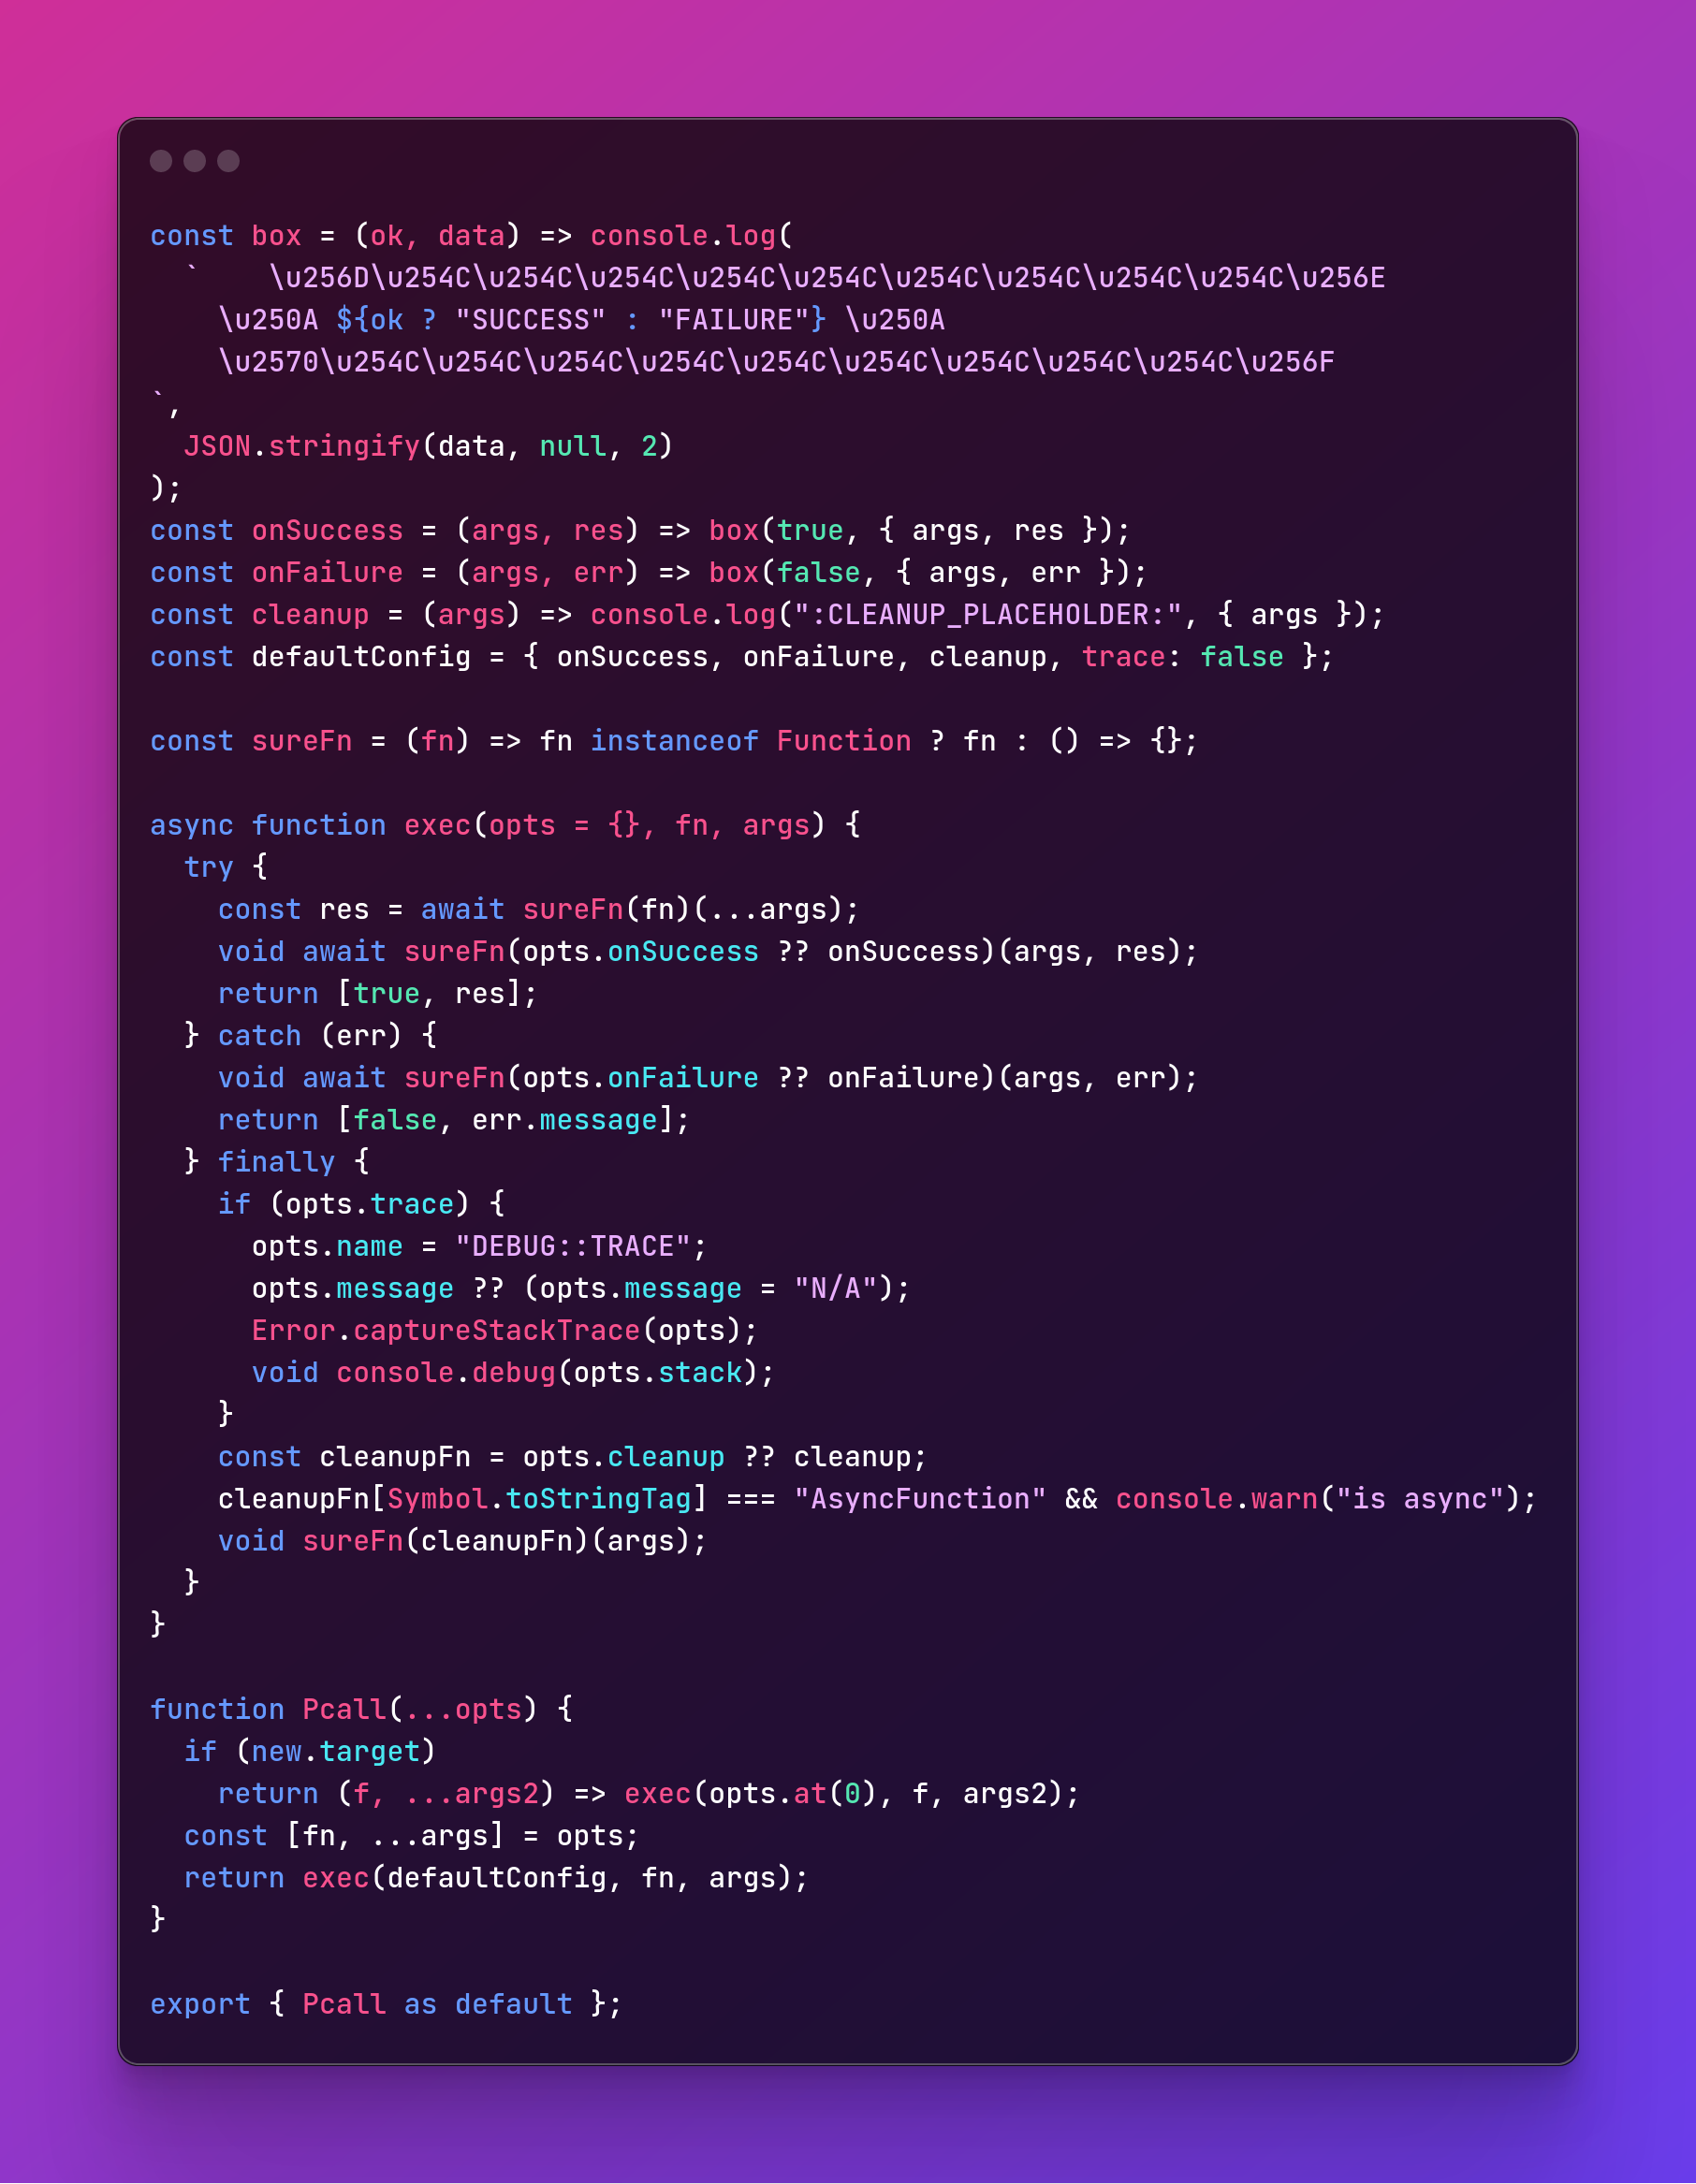 const box = (ok, data) => console.log(
  `    \u256D\u254C\u254C\u254C\u254C\u254C\u254C\u254C\u254C\u254C\u256E
    \u250A ${ok ? "SUCCESS" : "FAILURE"} \u250A
    \u2570\u254C\u254C\u254C\u254C\u254C\u254C\u254C\u254C\u254C\u256F
`,
  JSON.stringify(data, null, 2)
);
const onSuccess = (args, res) => box(true, { args, res });
const onFailure = (args, err) => box(false, { args, err });
const cleanup = (args) => console.log(":CLEANUP_PLACEHOLDER:", { args });
const defaultConfig = { onSuccess, onFailure, cleanup, trace: false };

const sureFn = (fn) => fn instanceof Function ? fn : () => {};

async function exec(opts = {}, fn, args) {
  try {
    const res = await sureFn(fn)(...args);
    void await sureFn(opts.onSuccess ?? onSuccess)(args, res);
    return [true, res];
  } catch (err) {
    void await sureFn(opts.onFailure ?? onFailure)(args, err);
    return [false, err.message];
  } finally {
    if (opts.trace) {
      opts.name = "DEBUG::TRACE";
      opts.message ?? (opts.message = "N/A");
      Error.captureStackTrace(opts);
      void console.debug(opts.stack);
    }
    const cleanupFn = opts.cleanup ?? cleanup;
    cleanupFn[Symbol.toStringTag] === "AsyncFunction" && console.warn("is async");
    void sureFn(cleanupFn)(args);
  }
}

function Pcall(...opts) {
  if (new.target)
    return (f, ...args2) => exec(opts.at(0), f, args2);
  const [fn, ...args] = opts;
  return exec(defaultConfig, fn, args);
}

export { Pcall as default };